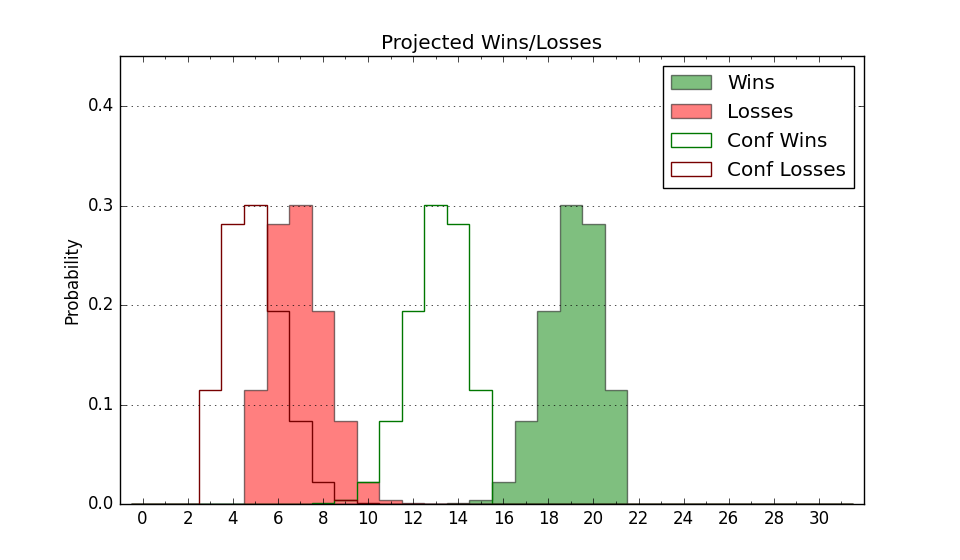 Projected Wins/Losses
Wins
Losses
Conf Wins
Conf Losses
Probability
0.4
0.3
0.2
0.1
0.0
0 2 4 6 8 10 12 14 16 18 20 22 24 26 28 30